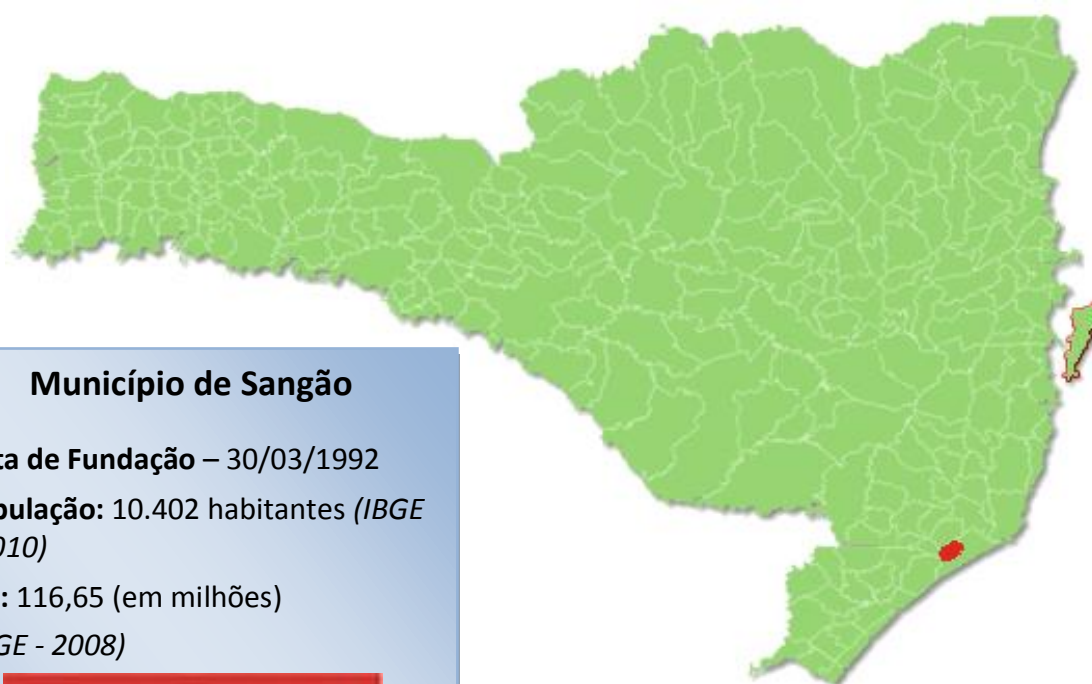 Município de Sangão
ta de Fundação – 30/03/1992
pulação: 10.402 habitantes (IBGE
010)
: 116,65 (em milhões)
GE - 2008)